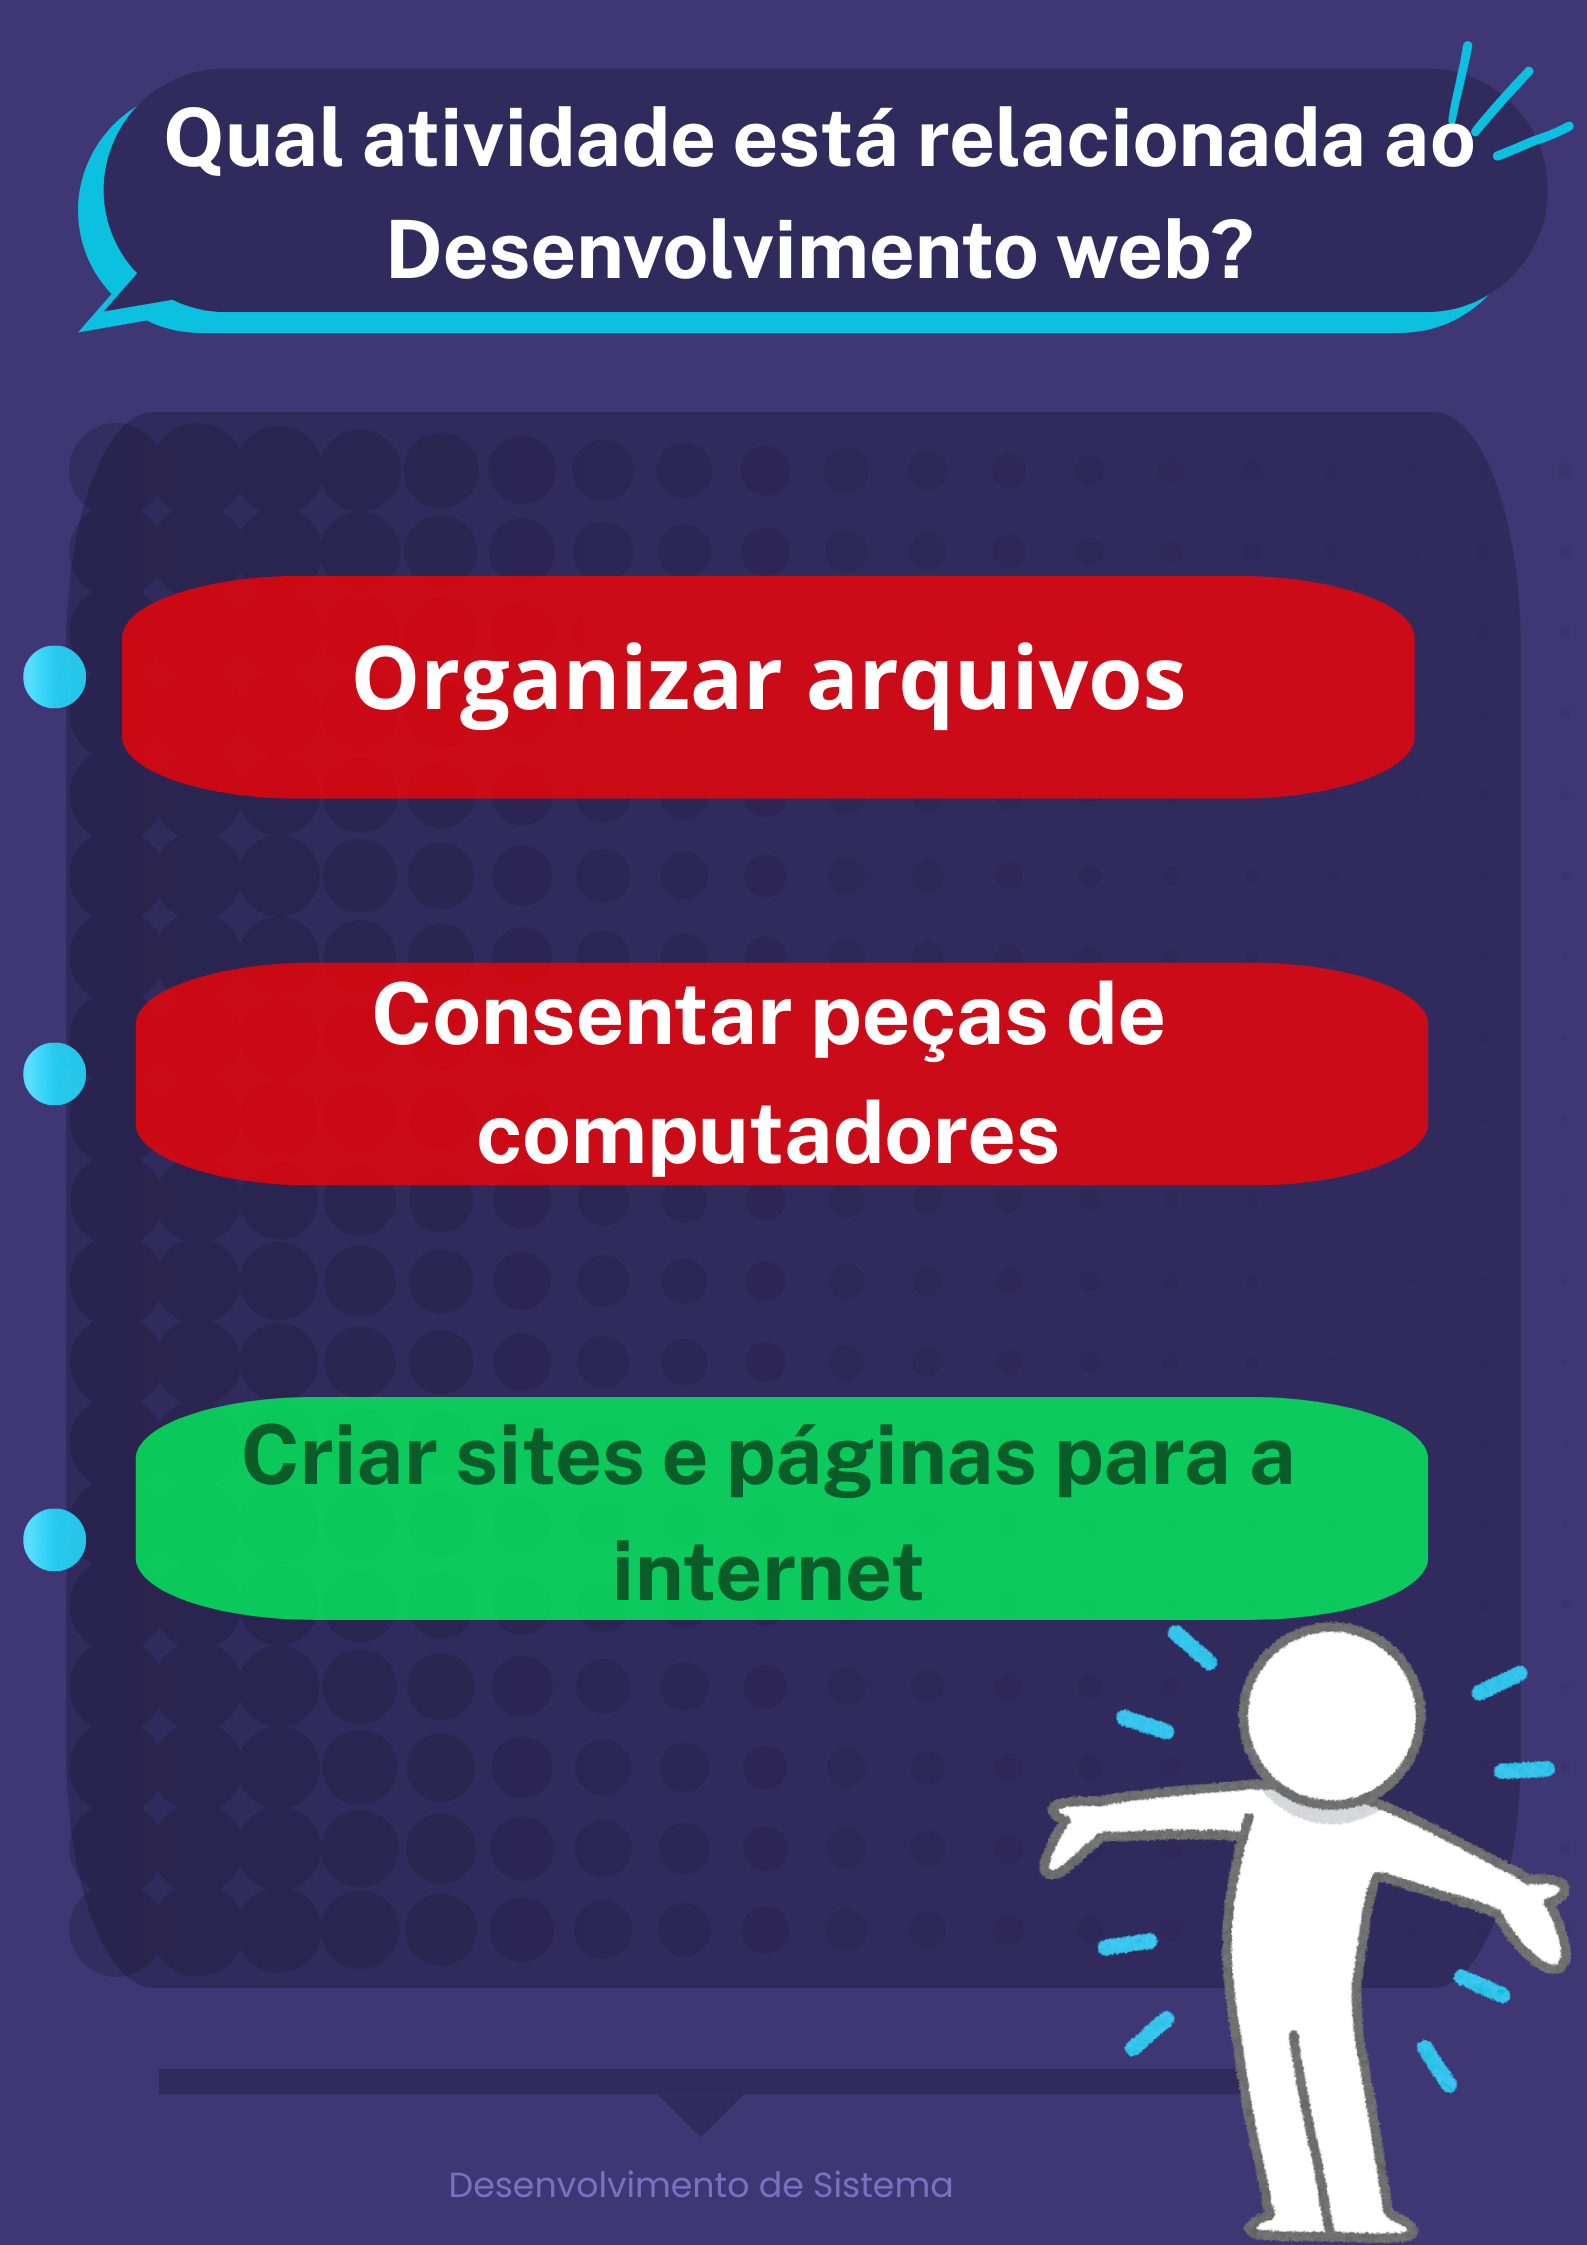 Qual atividade está relacionada ao
Desenvolvimento web?
Organizar arquivos
Consentar peças de
computadores
Criar sites e páginas para a
internet
Desenvolvimento de Sistema